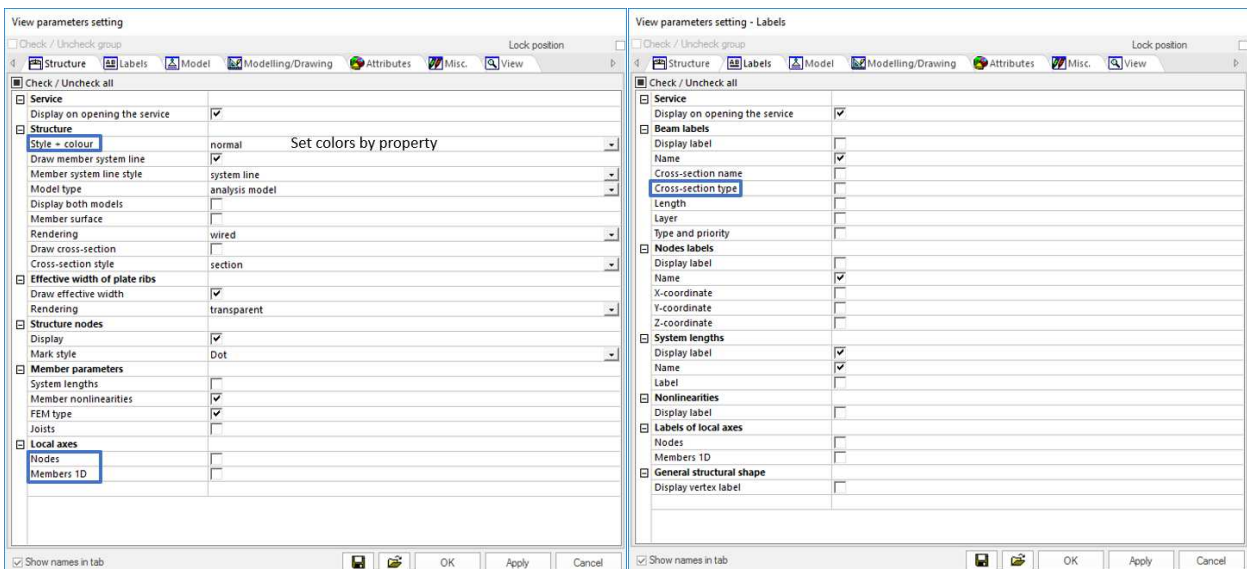 View parameters setting
Check / Uncheck group Lock position
Structure Labels Model Modelling/Drawing Attributes Misc. View
Check / Uncheck all
Service
Display on opening the service
Structure
Style + colour normal Set colors by property
Draw member system line
Member system line style system line
Model type analysis model
Display both models
Member surface
Rendering wired
Draw cross-section
Cross-section style section
Effective width of plate ribs
Draw effective width
Rendering transparent
Structure nodes
Display
Mark style Dot
Member parameters
System lengths
Member nonlinearities
FEM type
Joists
Local axes
Nodes
Members 1D
Show names in tab OK Apply Cancel
View parameters setting - Labels
Check / Uncheck group Lock position
Structure Labels Model Modelling/Drawing Attributes Misc. View
Check / Uncheck all
Service
Display on opening the service
Beam labels
Display label
Name
Cross-section name
Cross-section type
Length
Layer
Type and priority
Nodes labels
Display label
Name
X-coordinate
Y-coordinate
Z-coordinate
System lengths
Display label
Name
Label
Nonlinearities
Display label
Labels of local axes
Nodes
Members 1D
General structural shape
Display vertex label
Show names in tab OK Apply Cancel